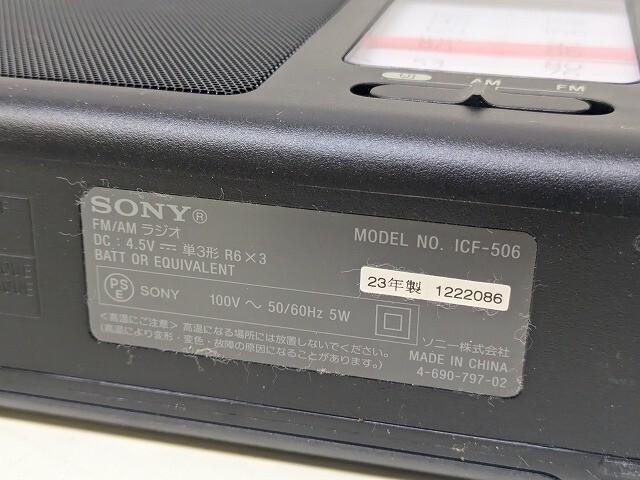 AM
FM
SONY®
FM/AM ラジオ
DC : 4.5V ⎓ 単3形 R6×3
BATT OR EQUIVALENT
MODEL NO. ICF-506
23年製 1222086
PSE SONY 100V ～ 50/60Hz 5W
<高温にご注意> 高温になる場所には放置しないでください。
(高温により変形・変色・故障の原因になることがあります。)
ソニー株式会社
MADE IN CHINA
4-690-797-02